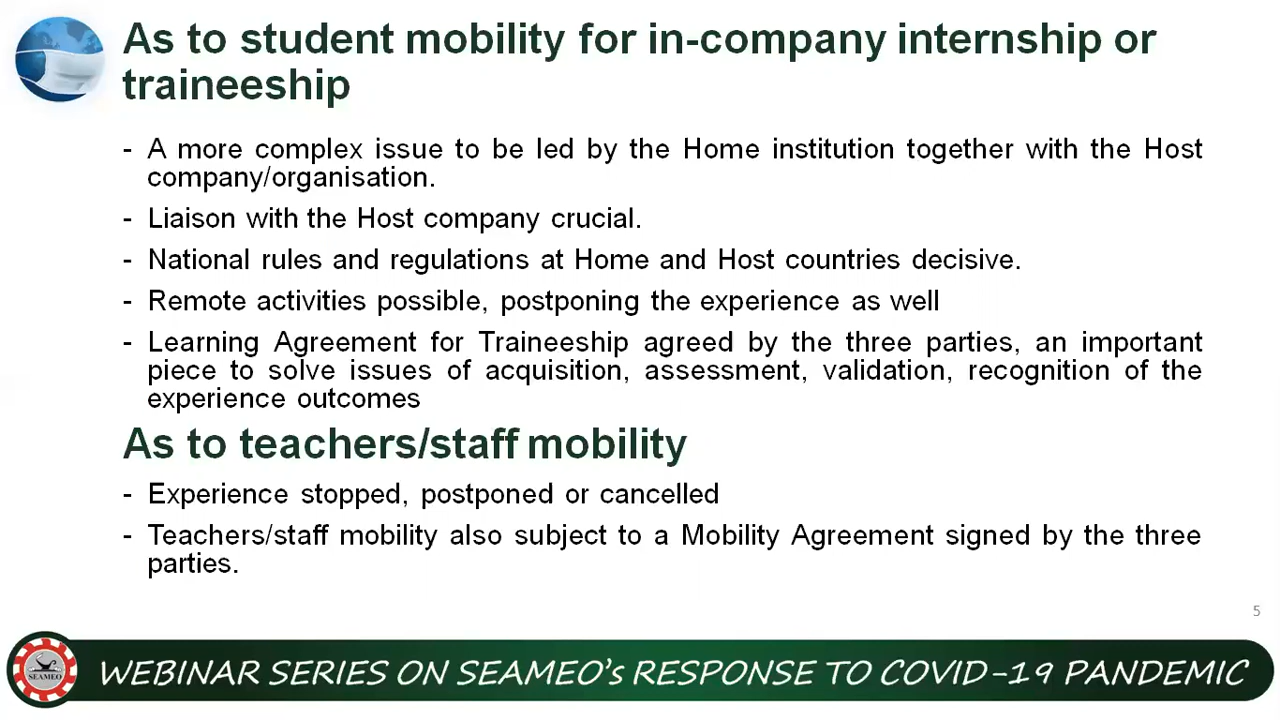 As to student mobility for in-company internship or
traineeship
- A more complex issue to be led by the Home institution together with the Host
company/organisation.
- Liaison with the Host company crucial.
- National rules and regulations at Home and Host countries decisive.
- Remote activities possible, postponing the experience as well
- Learning Agreement for Traineeship agreed by the three parties, an important
piece to solve issues of acquisition, assessment, validation, recognition of the
experience outcomes
As to teachers/staff mobility
- Experience stopped, postponed or cancelled
- Teachers/staff mobility also subject to a Mobility Agreement signed by the three
parties.
5
SEAMEO
WEBINAR SERIES ON SEAMEO's RESPONSE TO COVID-19 PANDEMIC